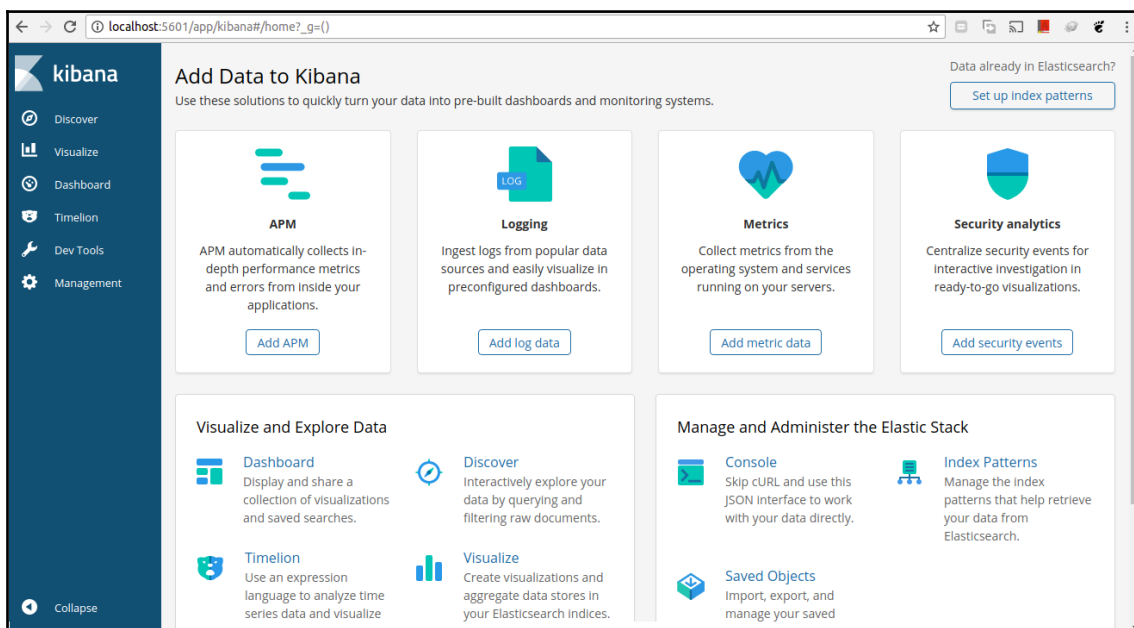 localhost:5601/app/kibana#/home?_g=()
kibana
Discover
Visualize
Dashboard
Timelion
Dev Tools
Management
Collapse
Add Data to Kibana
Use these solutions to quickly turn your data into pre-built dashboards and monitoring systems.
Data already in Elasticsearch?
Set up index patterns
APM
APM automatically collects in-
depth performance metrics
and errors from inside your
applications.
Add APM
LOG
Logging
Ingest logs from popular data
sources and easily visualize in
preconfigured dashboards.
Add log data
Metrics
Collect metrics from the
operating system and services
running on your servers.
Add metric data
Security analytics
Centralize security events for
interactive investigation in
ready-to-go visualizations.
Add security events
Visualize and Explore Data
Dashboard
Display and share a
collection of visualizations
and saved searches.
Discover
Interactively explore your
data by querying and
filtering raw documents.
Timelion
Use an expression
language to analyze time
series data and visualize
Visualize
Create visualizations and
aggregate data stores in
your Elasticsearch indices.
Manage and Administer the Elastic Stack
Console
Skip cURL and use this
JSON interface to work
with your data directly.
Index Patterns
Manage the index
patterns that help retrieve
your data from
Elasticsearch.
Saved Objects
Import, export, and
manage your saved